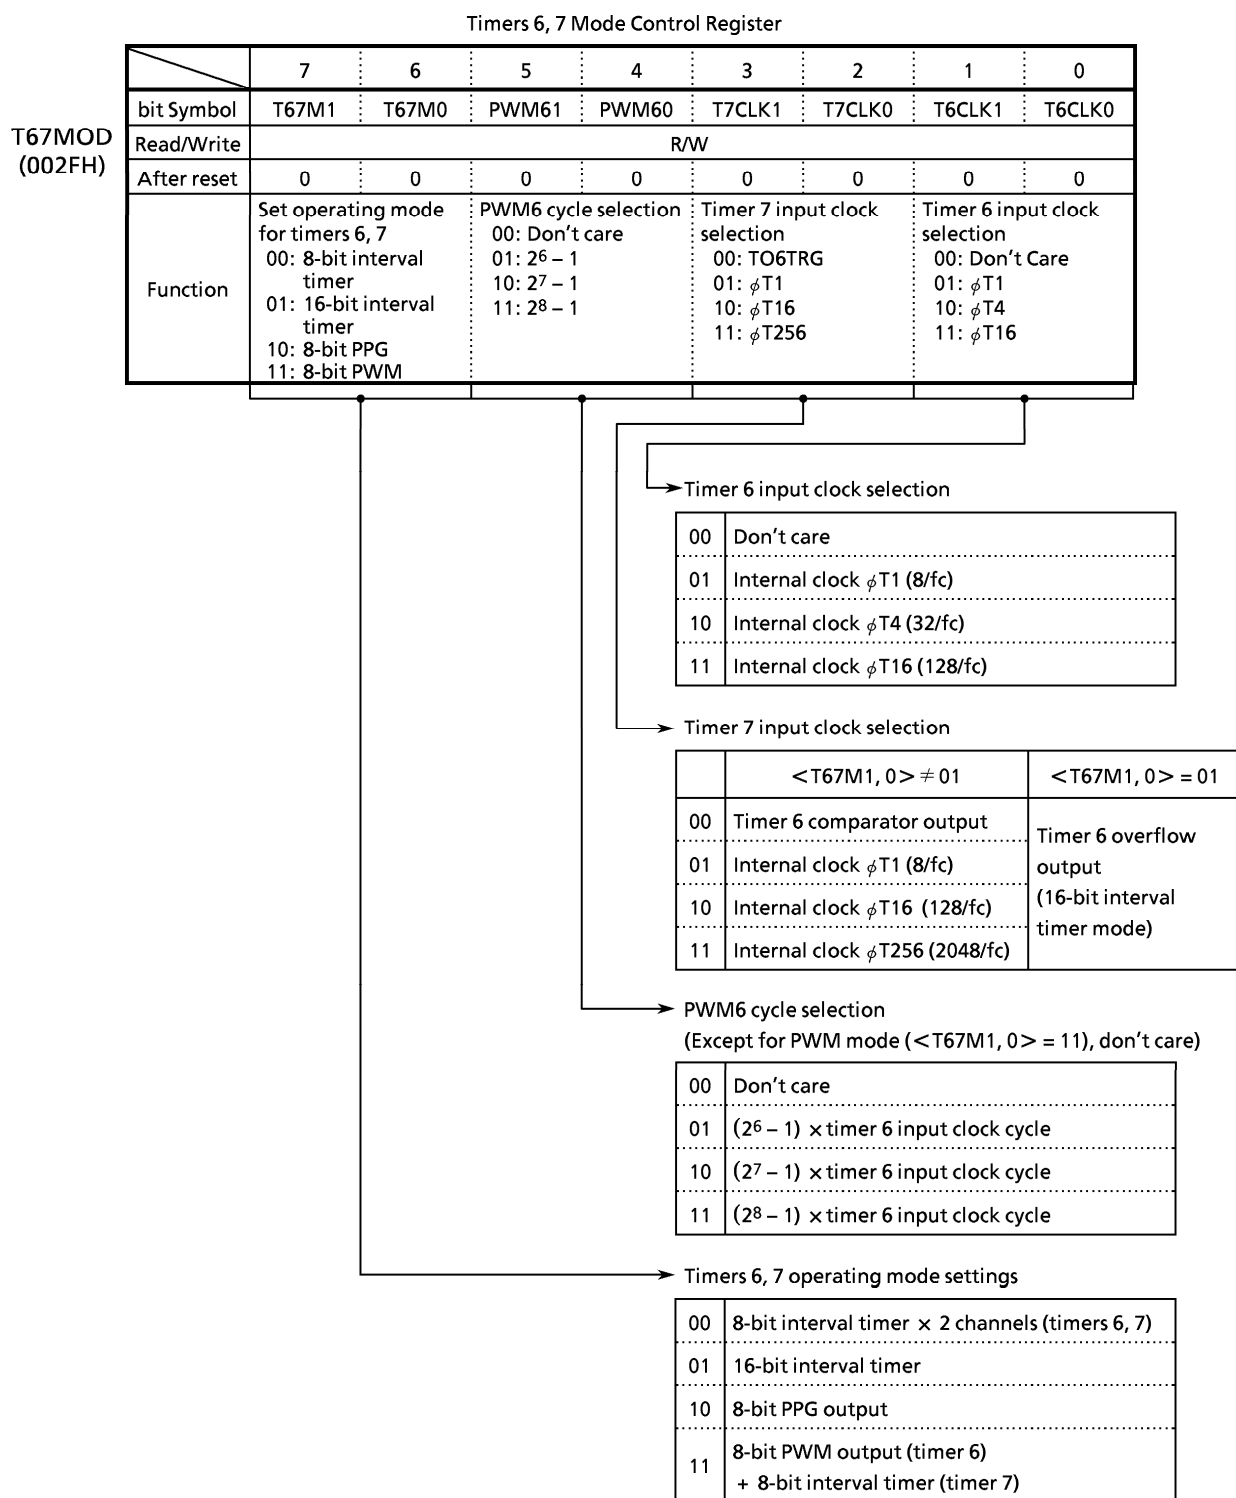 Timers 6, 7 Mode Control Register
T67MOD
(002FH)
7 6 5 4 3 2 1 0
bit Symbol T67M1 T67M0 PWM61 PWM60 T7CLK1 T7CLK0 T6CLK1 T6CLK0
Read/Write R/W
After reset 0 0 0 0 0 0 0 0
Function
Set operating mode
for timers 6, 7
00: 8-bit interval
timer
01: 16-bit interval
timer
10: 8-bit PPG
11: 8-bit PWM
PWM6 cycle selection
00: Don't care
01: 2⁶ – 1
10: 2⁷ – 1
11: 2⁸ – 1
Timer 7 input clock
selection
00: TO6TRG
01: ϕT1
10: ϕT16
11: ϕT256
Timer 6 input clock
selection
00: Don't Care
01: ϕT1
10: ϕT4
11: ϕT16
Timer 6 input clock selection
00 Don't care
01 Internal clock ϕT1 (8/fc)
10 Internal clock ϕT4 (32/fc)
11 Internal clock ϕT16 (128/fc)
Timer 7 input clock selection
<T67M1, 0> ≠ 01 <T67M1, 0> = 01
00 Timer 6 comparator output
01 Internal clock ϕT1 (8/fc)
10 Internal clock ϕT16 (128/fc)
11 Internal clock ϕT256 (2048/fc)
Timer 6 overflow
output
(16-bit interval
timer mode)
PWM6 cycle selection
(Except for PWM mode (<T67M1, 0> = 11), don't care)
00 Don't care
01 (2⁶ – 1) × timer 6 input clock cycle
10 (2⁷ – 1) × timer 6 input clock cycle
11 (2⁸ – 1) × timer 6 input clock cycle
Timers 6, 7 operating mode settings
00 8-bit interval timer × 2 channels (timers 6, 7)
01 16-bit interval timer
10 8-bit PPG output
11 8-bit PWM output (timer 6)
+ 8-bit interval timer (timer 7)